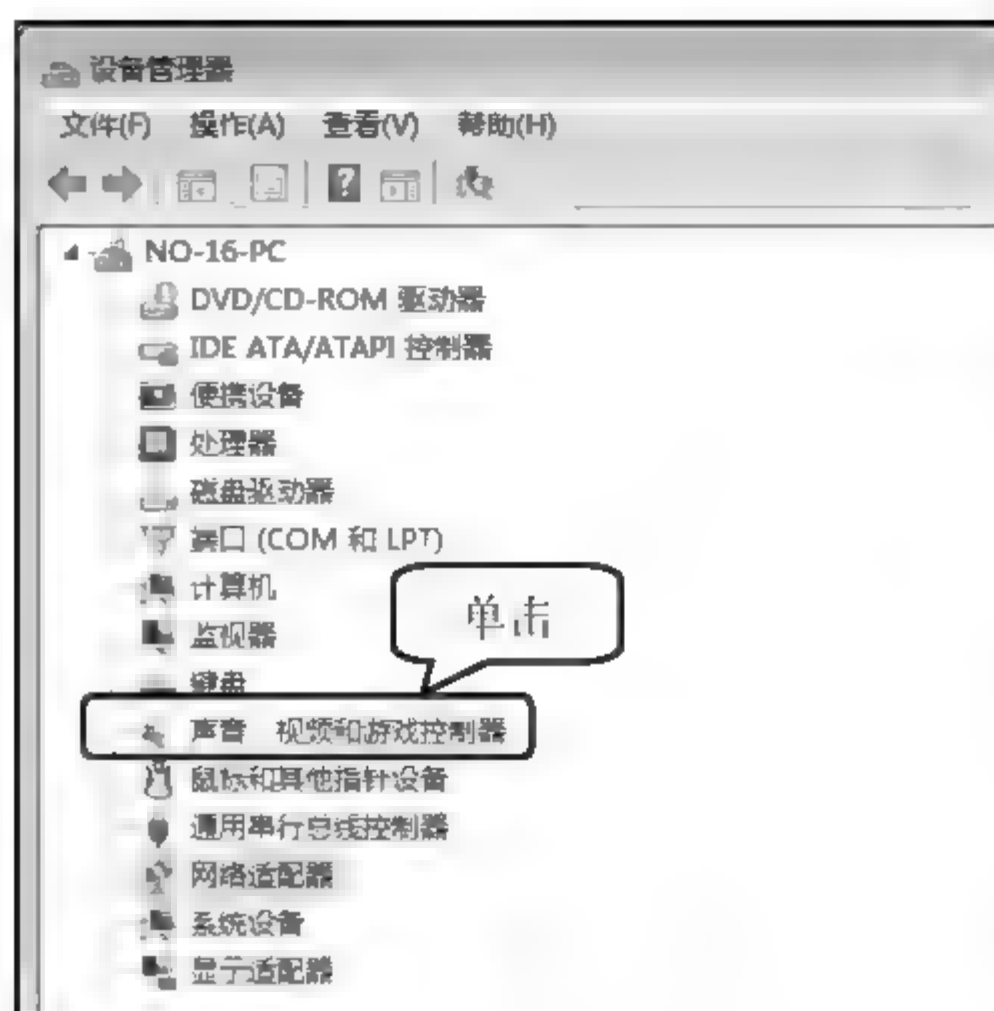 设备管理器
文件(F) 操作(A) 查看(V) 帮助(H)
NO-16-PC
DVD/CD-ROM 驱动器
IDE ATA/ATAPI 控制器
便携设备
处理器
磁盘驱动器
端口 (COM 和 LPT)
计算机
单击
监视器
键盘
声音 视频和游戏控制器
鼠标和其他指针设备
通用串行总线控制器
网络适配器
系统设备
显示适配器